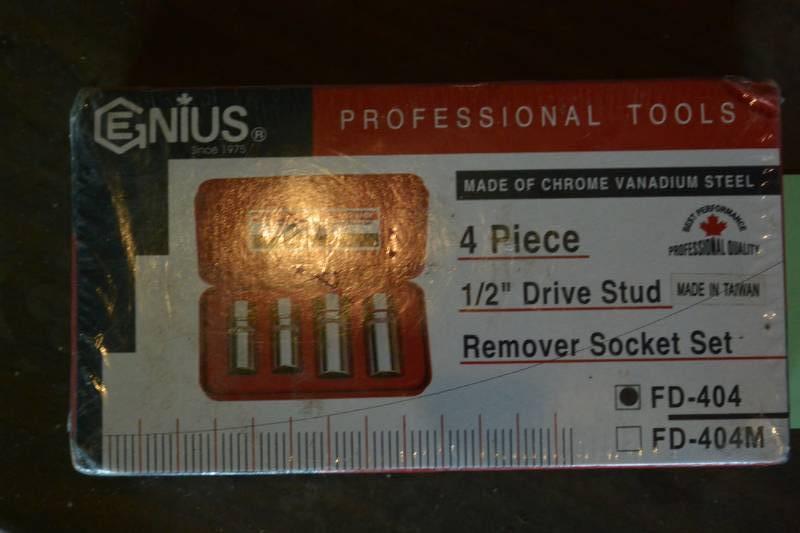 GENIUS®
Since 1975
PROFESSIONAL TOOLS
MADE OF CHROME VANADIUM STEEL
4 Piece
BEST PERFORMANCE
PROFESSIONAL QUALITY
1/2" Drive Stud
MADE IN TAIWAN
Remover Socket Set
FD-404
FD-404M